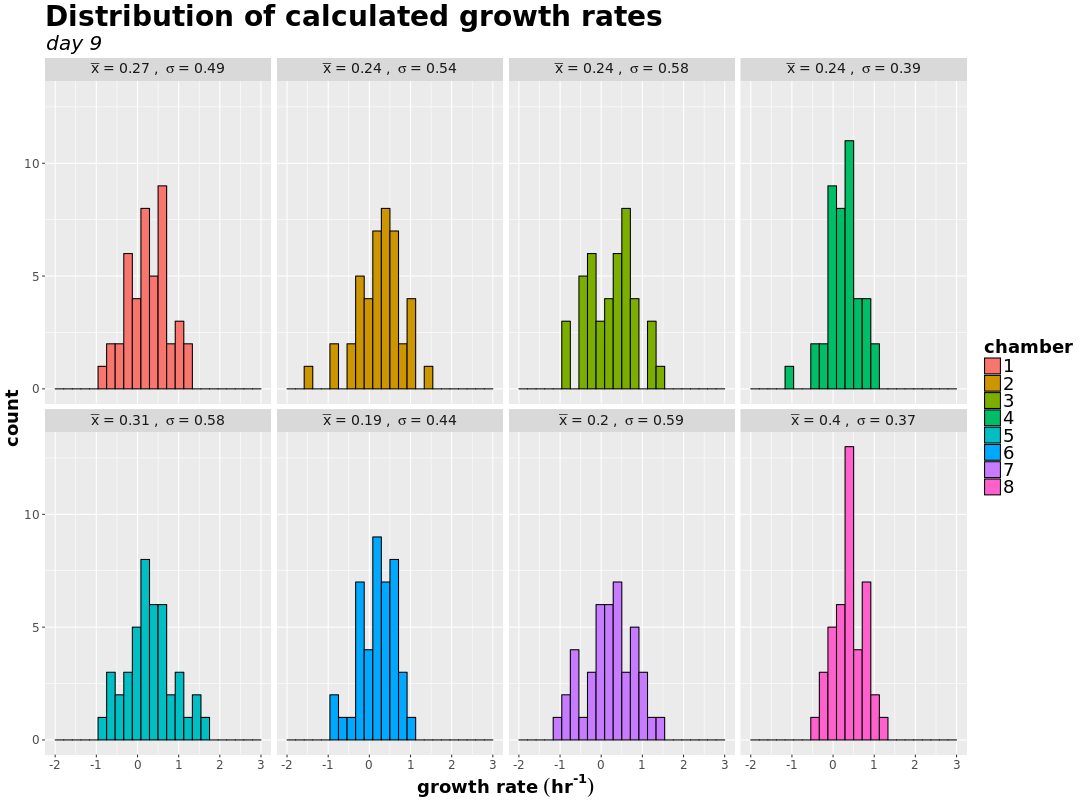 Distribution of calculated growth rates
day 9
x̅ = 0.27 , σ = 0.49
x̅ = 0.24 , σ = 0.54
x̅ = 0.24 , σ = 0.58
x̅ = 0.24 , σ = 0.39
10
5
0
x̅ = 0.31 , σ = 0.58
x̅ = 0.19 , σ = 0.44
x̅ = 0.2 , σ = 0.59
x̅ = 0.4 , σ = 0.37
10
5
0
-2 -1 0 1 2 3
-2 -1 0 1 2 3
-2 -1 0 1 2 3
-2 -1 0 1 2 3
count
growth rate (hr⁻¹)
chamber
1
2
3
4
5
6
7
8